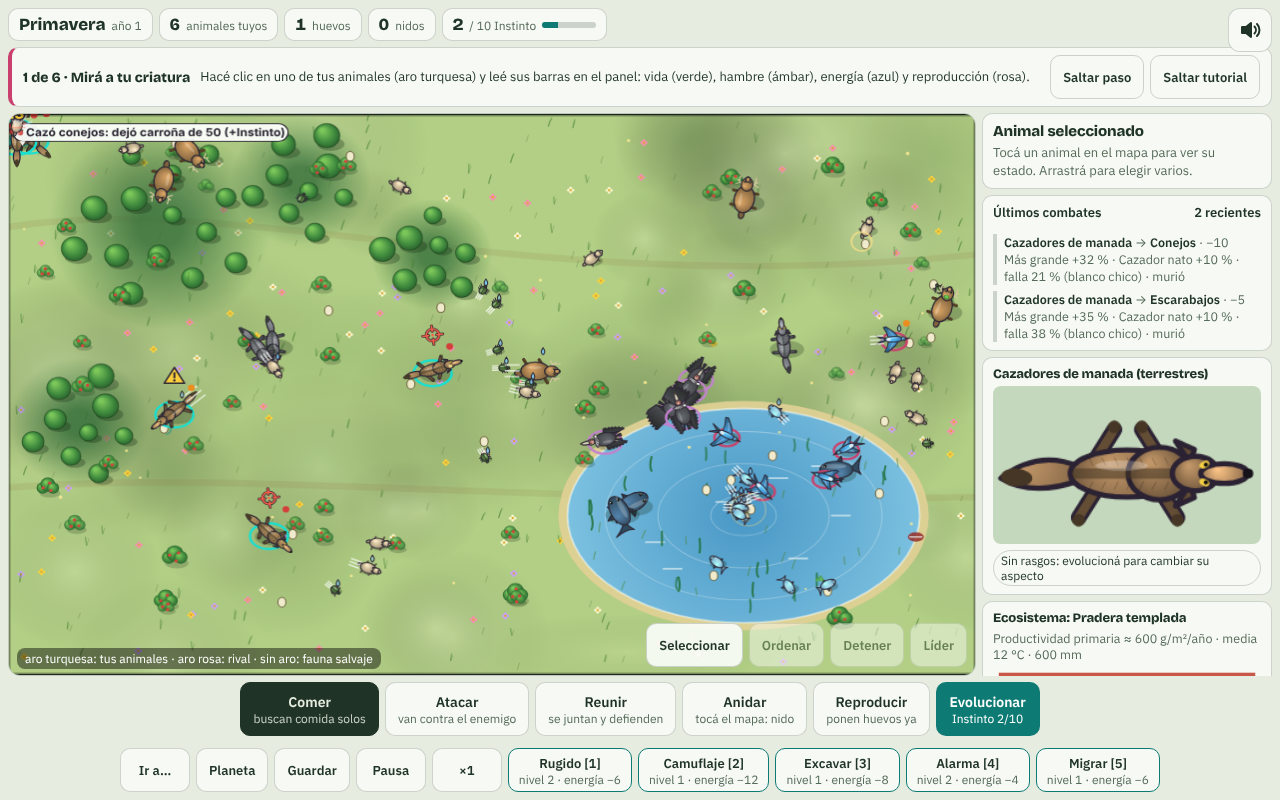 Primavera año 1
6 animales tuyos
1 huevos
0 nidos
2 / 10 Instinto
1 de 6 · Mirá a tu criatura
Hacé clic en uno de tus animales (aro turquesa) y leé sus barras en el panel: vida (verde), hambre (ámbar), energía (azul) y reproducción (rosa).
Saltar paso
Saltar tutorial
Cazó conejos: dejó carroña de 50 (+Instinto)
aro turquesa: tus animales · aro rosa: rival · sin aro: fauna salvaje
Seleccionar
Ordenar
Detener
Líder
Animal seleccionado
Tocá un animal en el mapa para ver su
estado. Arrastrá para elegir varios.
Últimos combates
2 recientes
Cazadores de manada → Conejos · −10
Más grande +32 % · Cazador nato +10 % ·
falla 21 % (blanco chico) · murió
Cazadores de manada → Escarabajos · −5
Más grande +35 % · Cazador nato +10 % ·
falla 38 % (blanco chico) · murió
Cazadores de manada (terrestres)
Sin rasgos: evolucioná para cambiar su
aspecto
Ecosistema: Pradera templada
Productividad primaria ≈ 600 g/m²/año · media
12 °C · 600 mm
Comer
buscan comida solos
Atacar
van contra el enemigo
Reunir
se juntan y defienden
Anidar
tocá el mapa: nido
Reproducir
ponen huevos ya
Evolucionar
Instinto 2/10
Ir a...
Planeta
Guardar
Pausa
×1
Rugido [1]
nivel 2 · energía −6
Camuflaje [2]
nivel 1 · energía −12
Excavar [3]
nivel 1 · energía −8
Alarma [4]
nivel 2 · energía −4
Migrar [5]
nivel 1 · energía −6